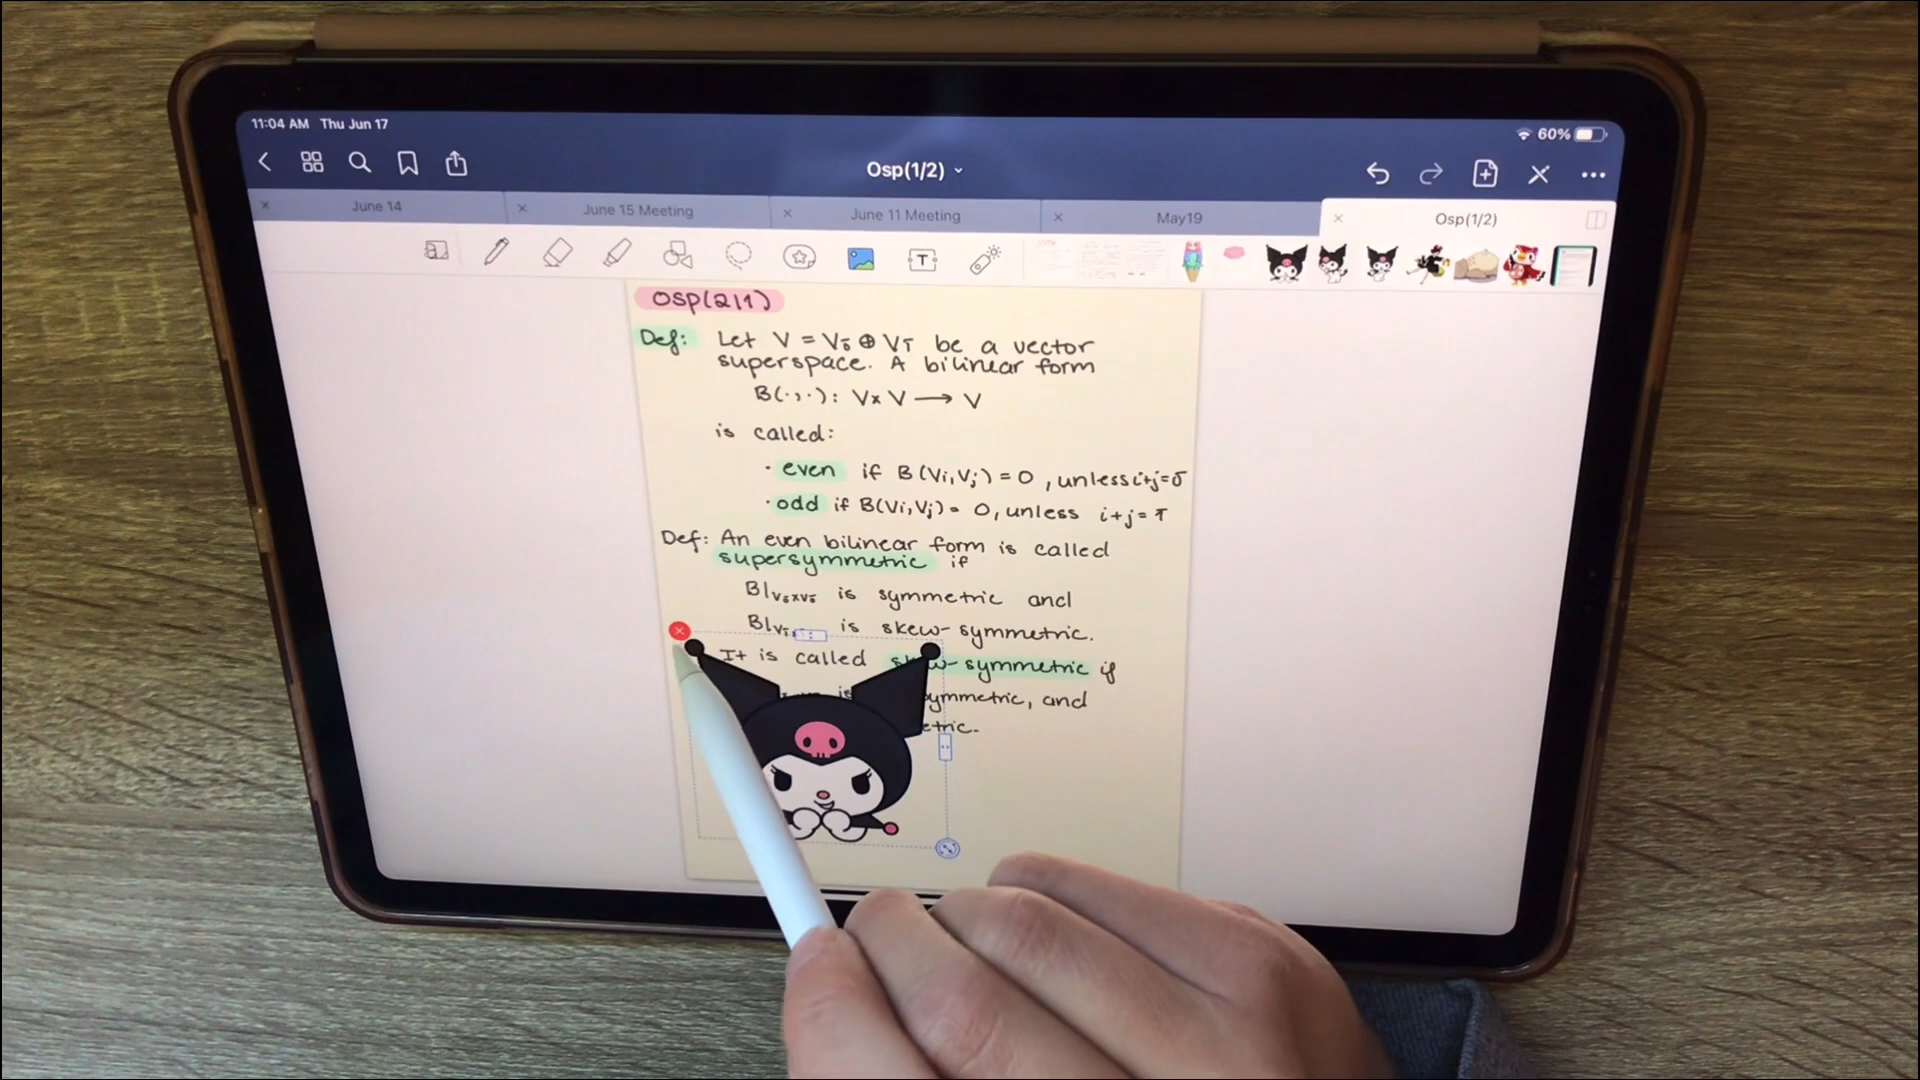 11:04 AM Thu Jun 17
60%
Osp(1/2)
June 14
June 15 Meeting
June 11 Meeting
May19
Osp(1/2)
T
Osp(2|1)
Def: Let V = V₀̄ ⊕ V₁̄ be a vector
superspace. A bilinear form
B(·,·): V×V → V
is called:
· even if B(Vi,Vj) = 0, unless i+j=0̄
· odd if B(Vi,Vj) = 0, unless i+j= 1̄
Def: An even bilinear form is called
supersymmetric if
B|V₀̄×V₀̄ is symmetric and
B|V₁̄ is skew-symmetric.
It is called skew-symmetric if
is symmetric, and